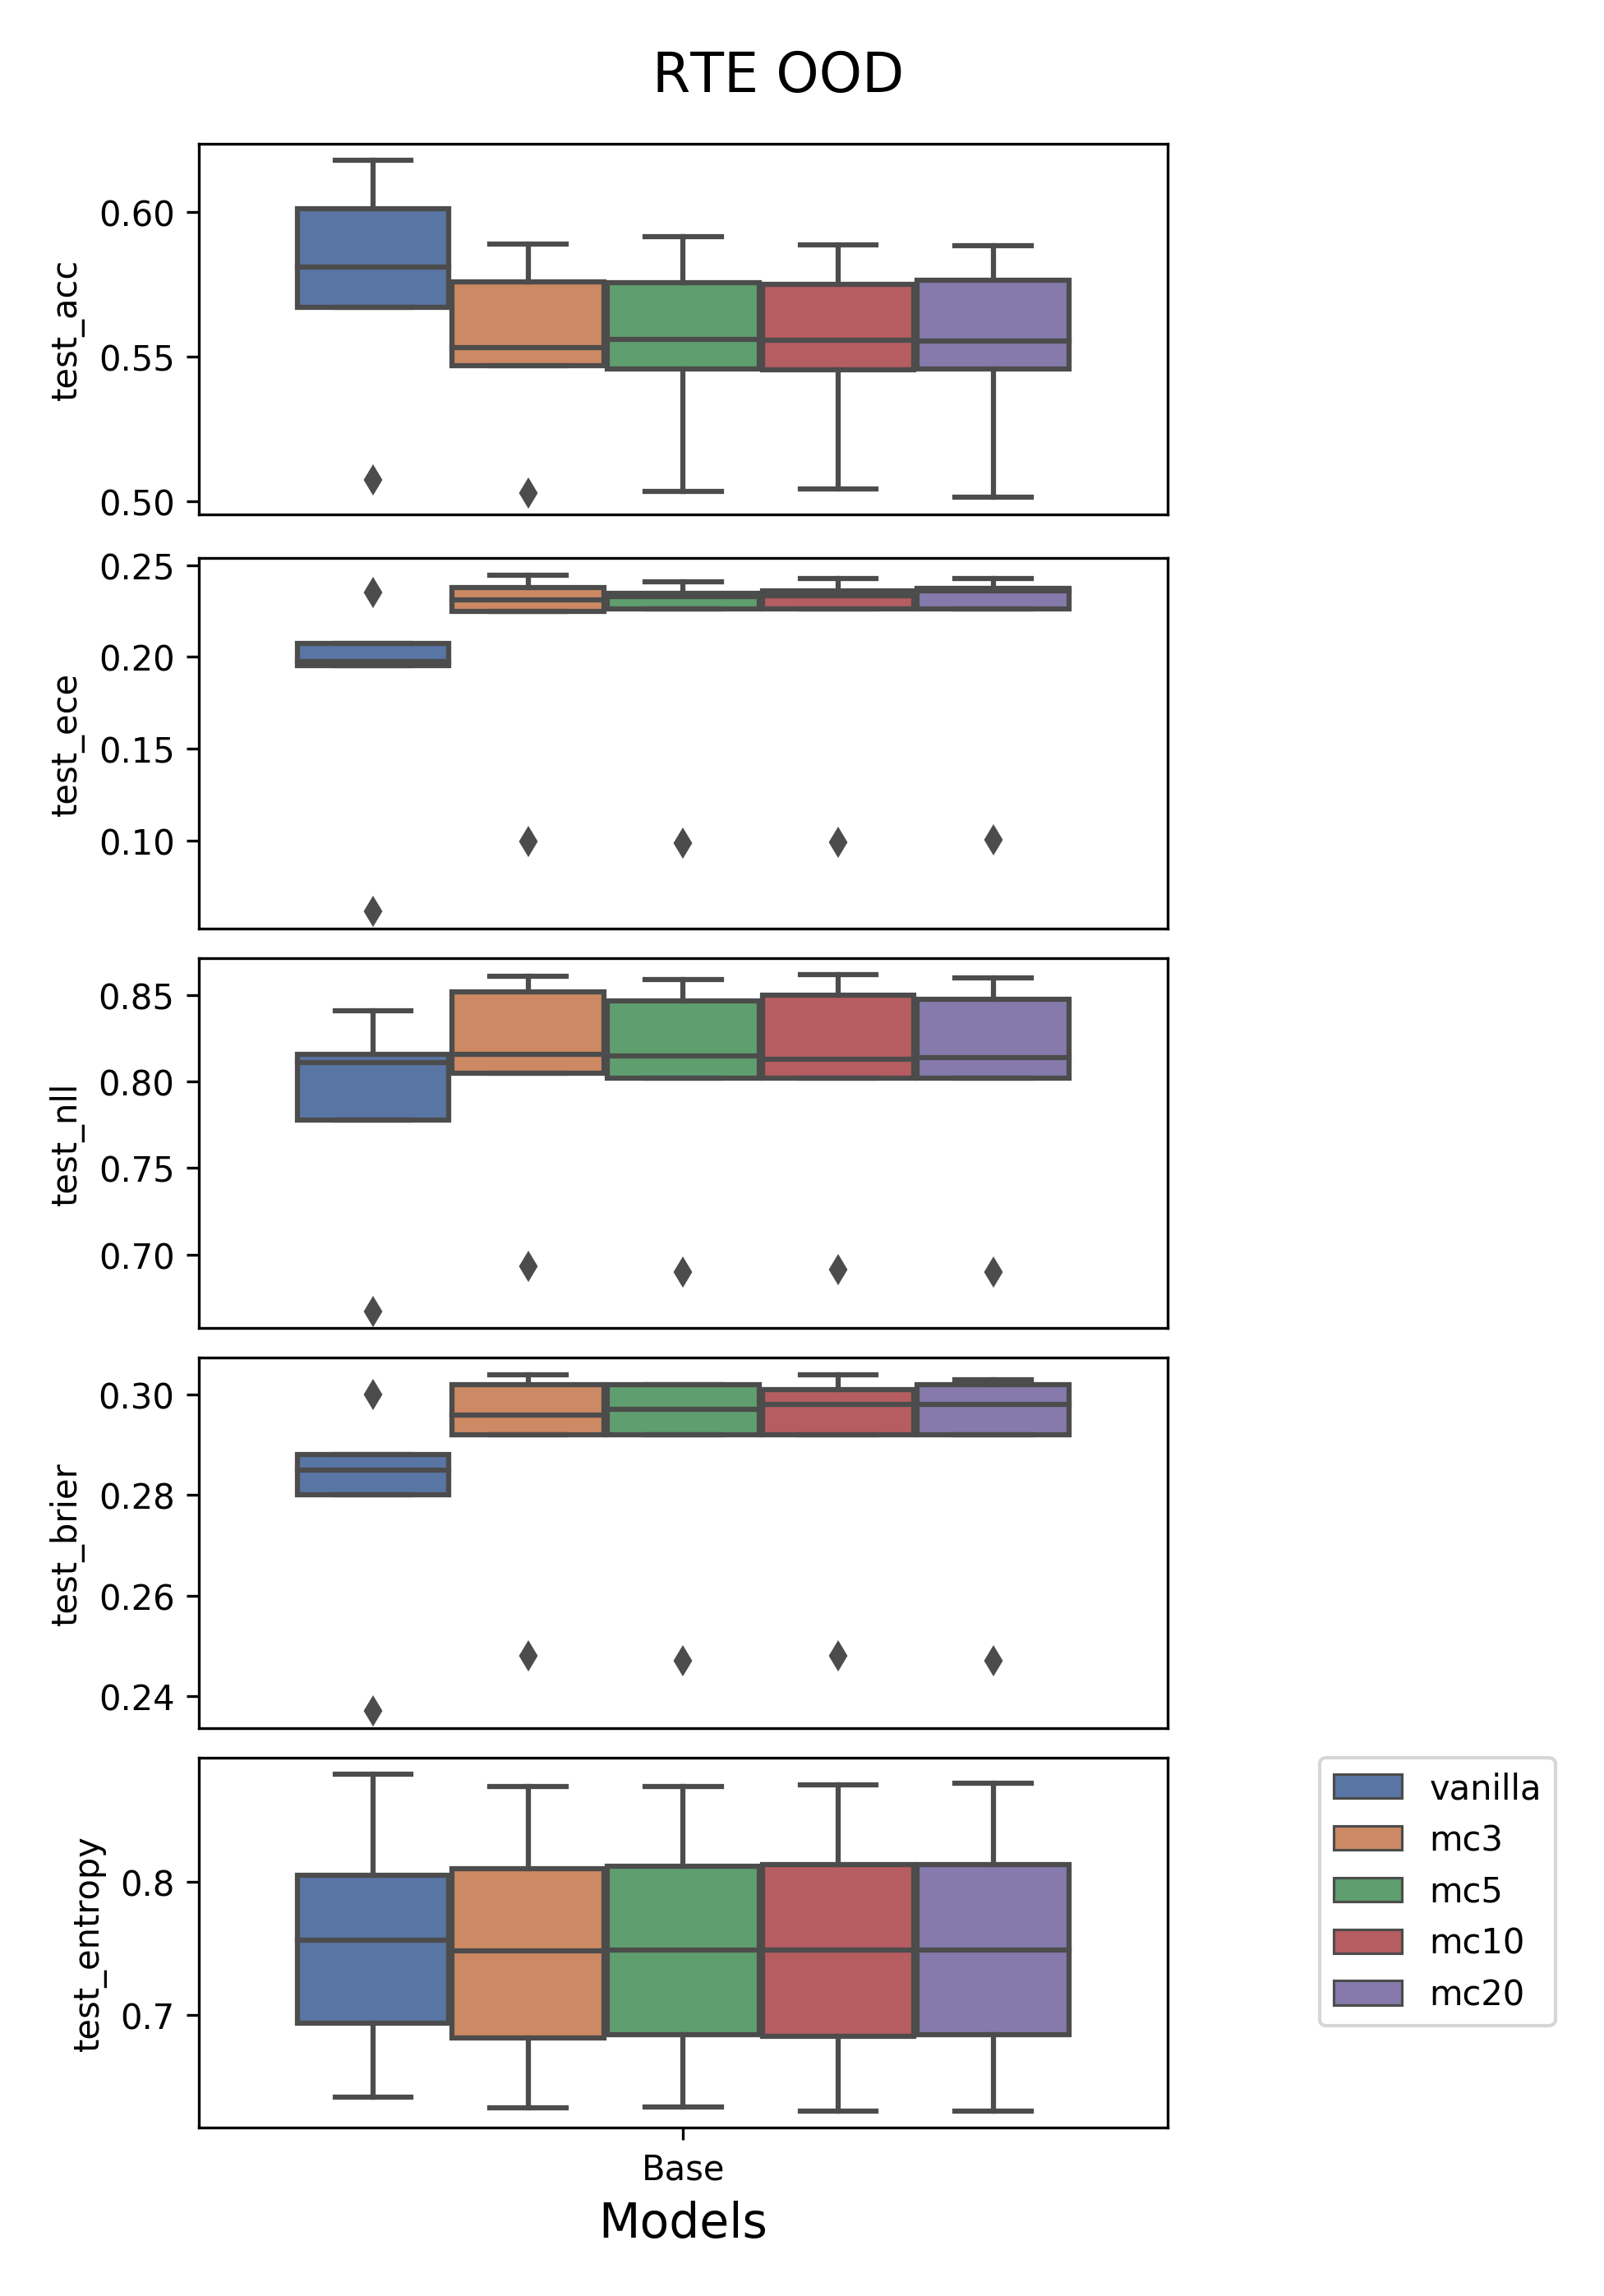 RTE OOD
0.60
0.55
0.50
test_acc
0.25
0.20
0.15
0.10
test_ece
0.85
0.80
0.75
0.70
test_nll
0.30
0.28
0.26
0.24
test_brier
0.8
0.7
test_entropy
Base
Models
vanilla
mc3
mc5
mc10
mc20